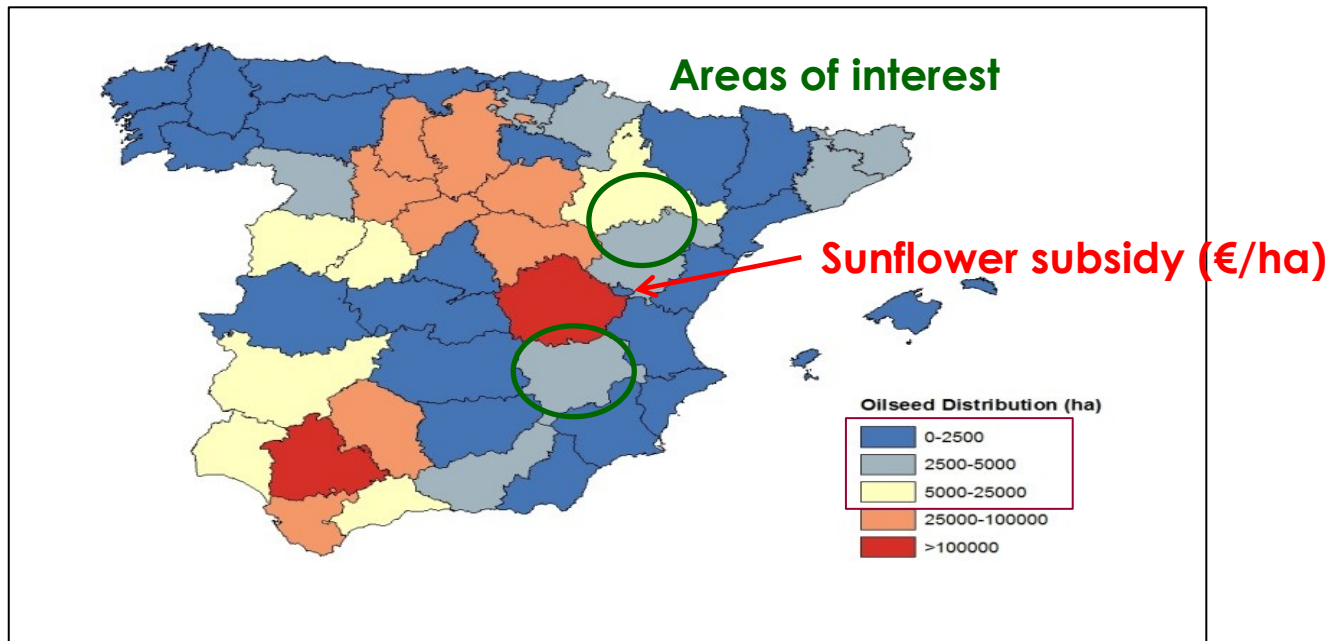 Areas of interest
Sunflower subsidy (€/ha)
Oilseed Distribution (ha)
0-2500
2500-5000
5000-25000
25000-100000
>100000